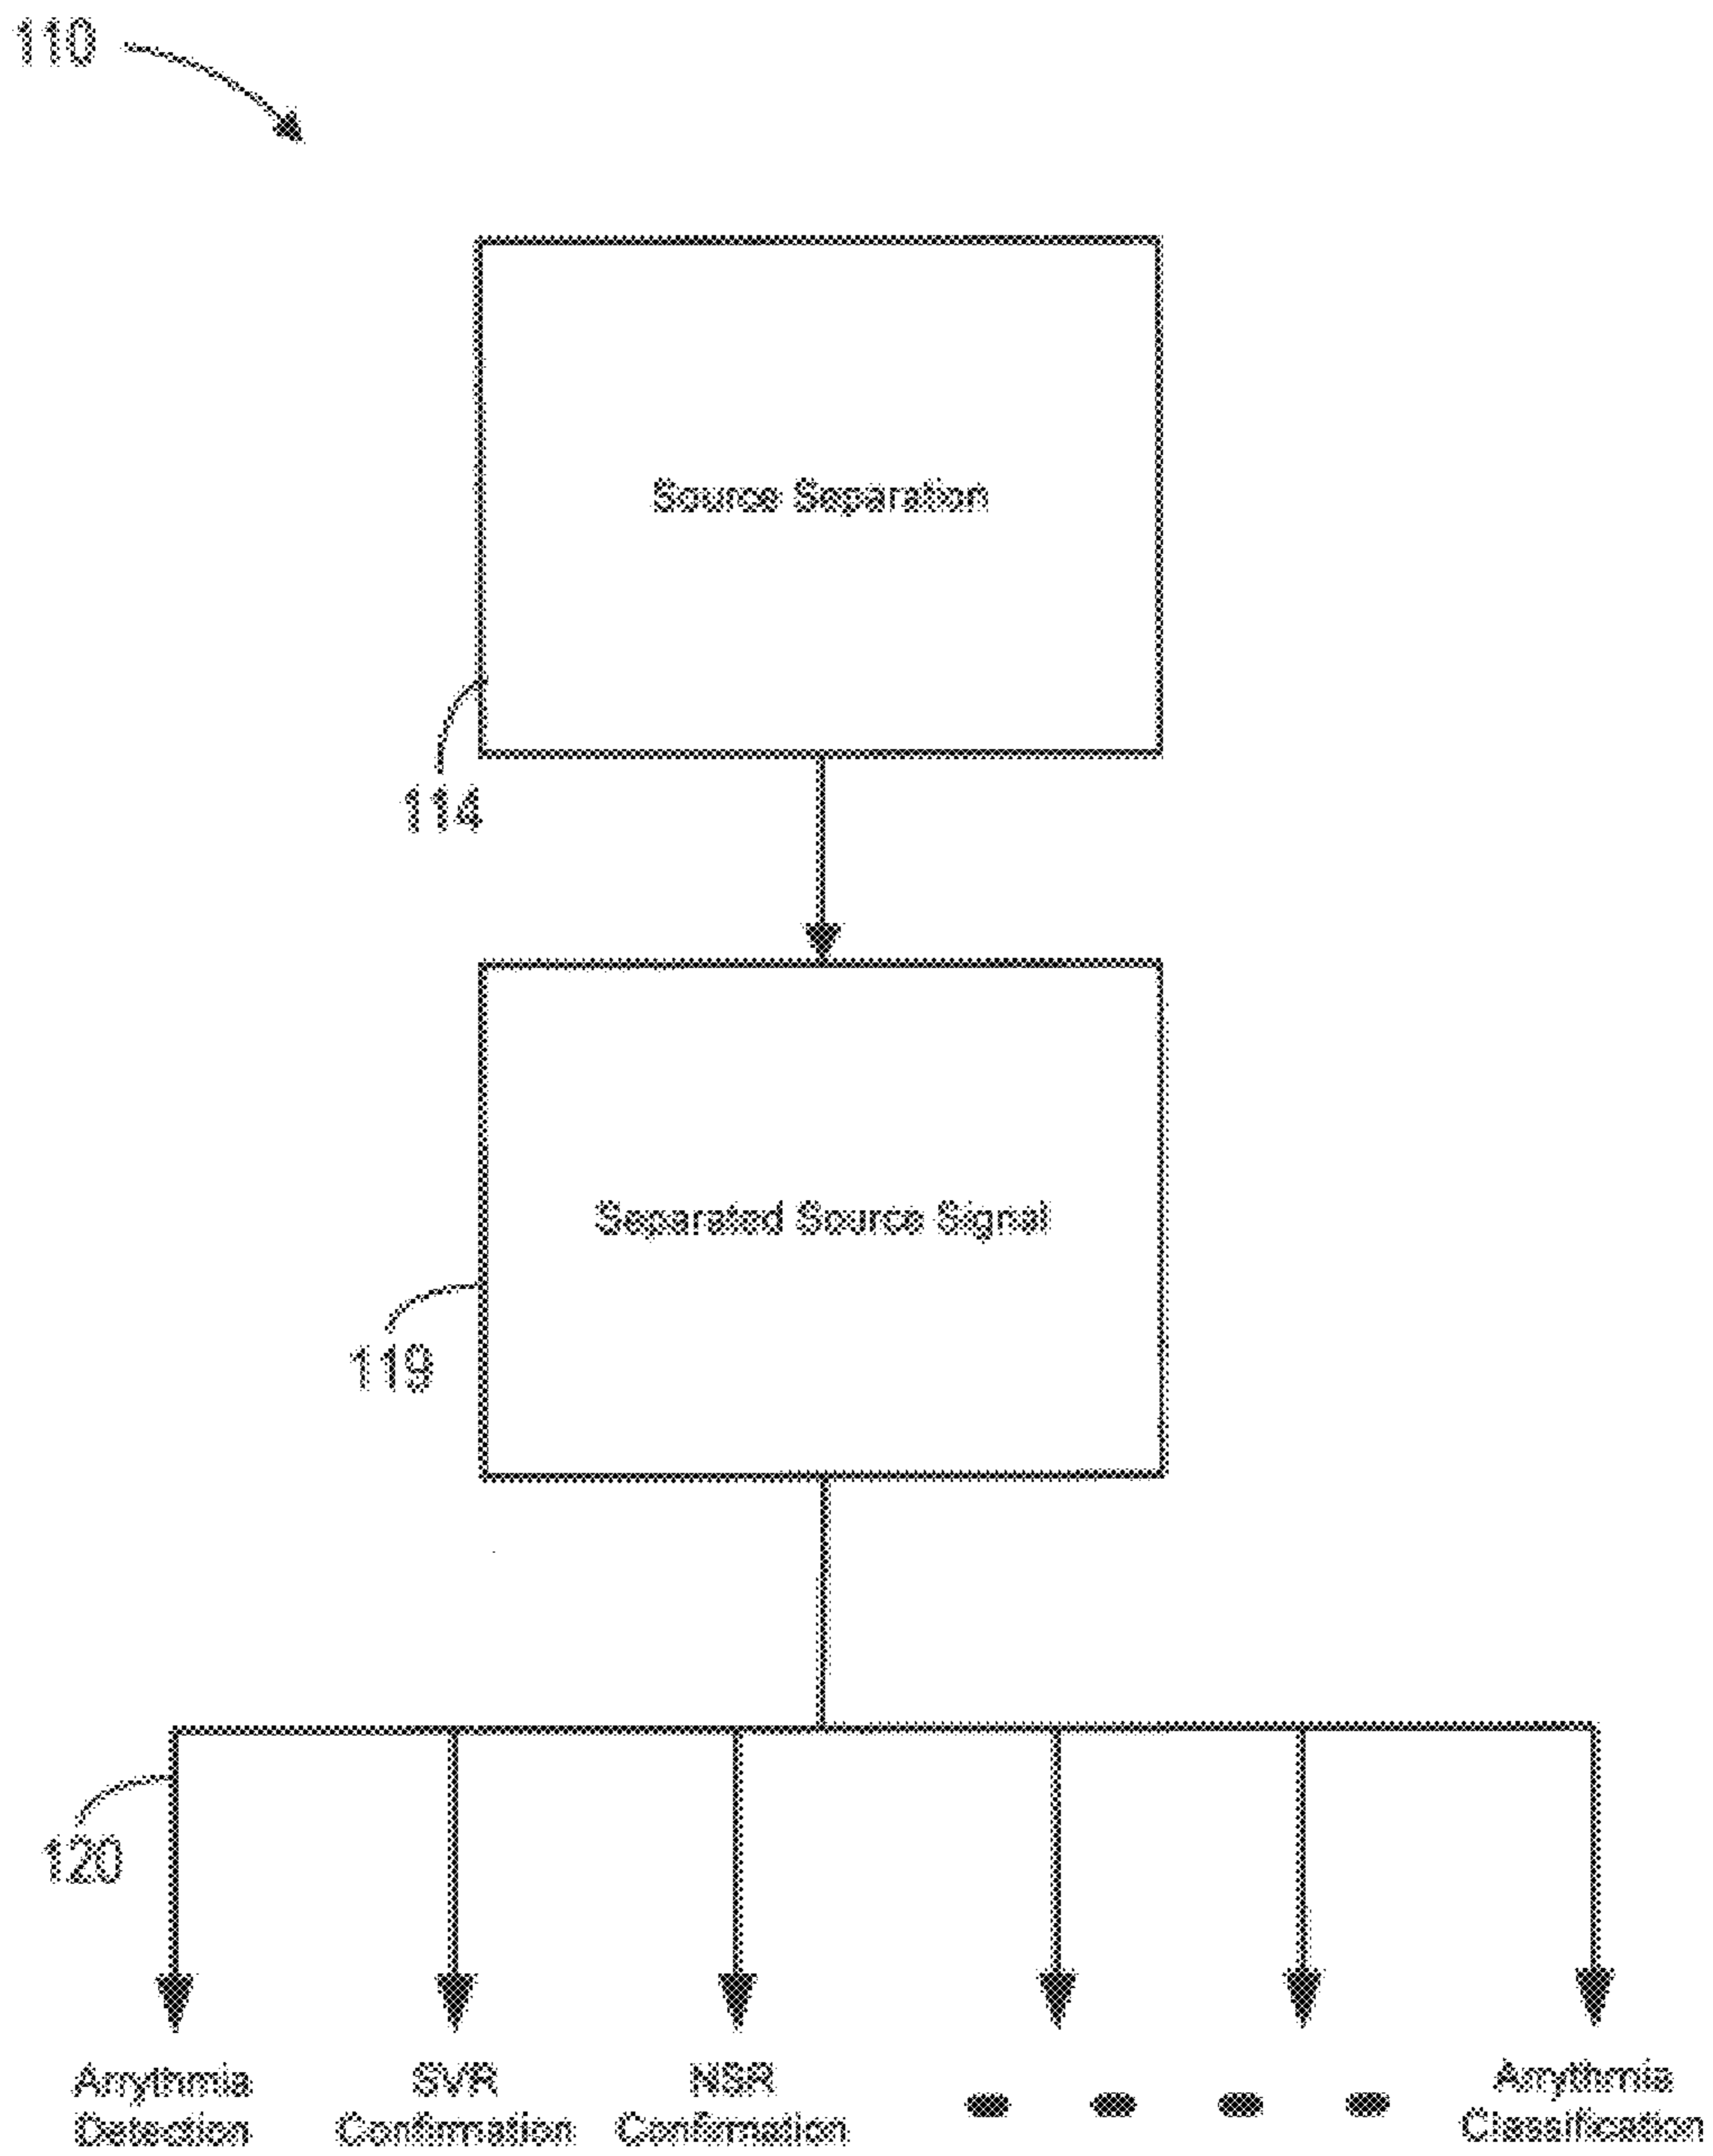 110
Source Separation
114
Separated Source Signal
119
120
Arrythmia
Detection
SVR
Confirmation
NSR
Confirmation
Arrythmia
Classification